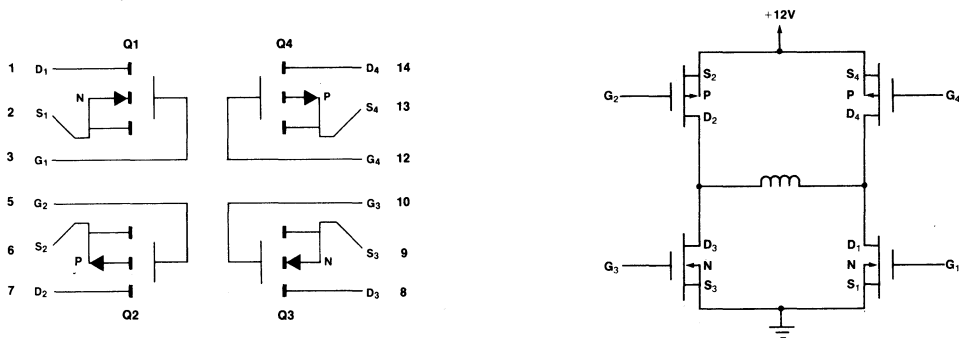 Q1 Q4
1 D1 D4 14
N P
2 S1 S4 13
3 G1 G4 12
5 G2 G3 10
6 S2 S3 9
P N
7 D2 D3 8
Q2 Q3
+12V
S2 S4
G2 P P G4
D2 D4
D3 D1
G3 N N G1
S3 S1